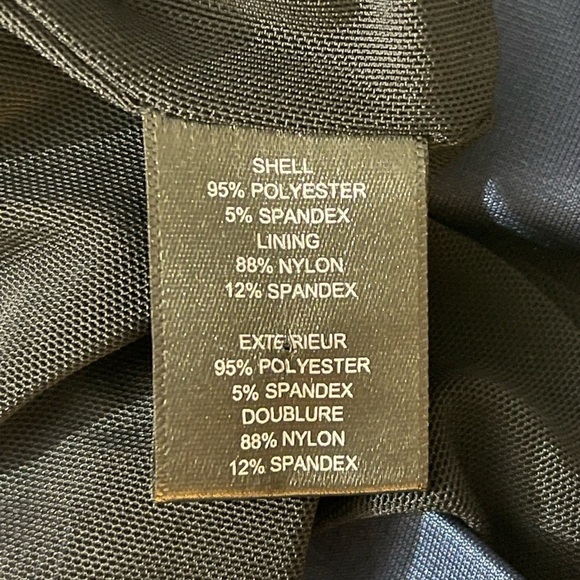 SHELL
95% POLYESTER
5% SPANDEX
LINING
88% NYLON
12% SPANDEX
EXTERIEUR
95% POLYESTER
5% SPANDEX
DOUBLURE
88% NYLON
12% SPANDEX